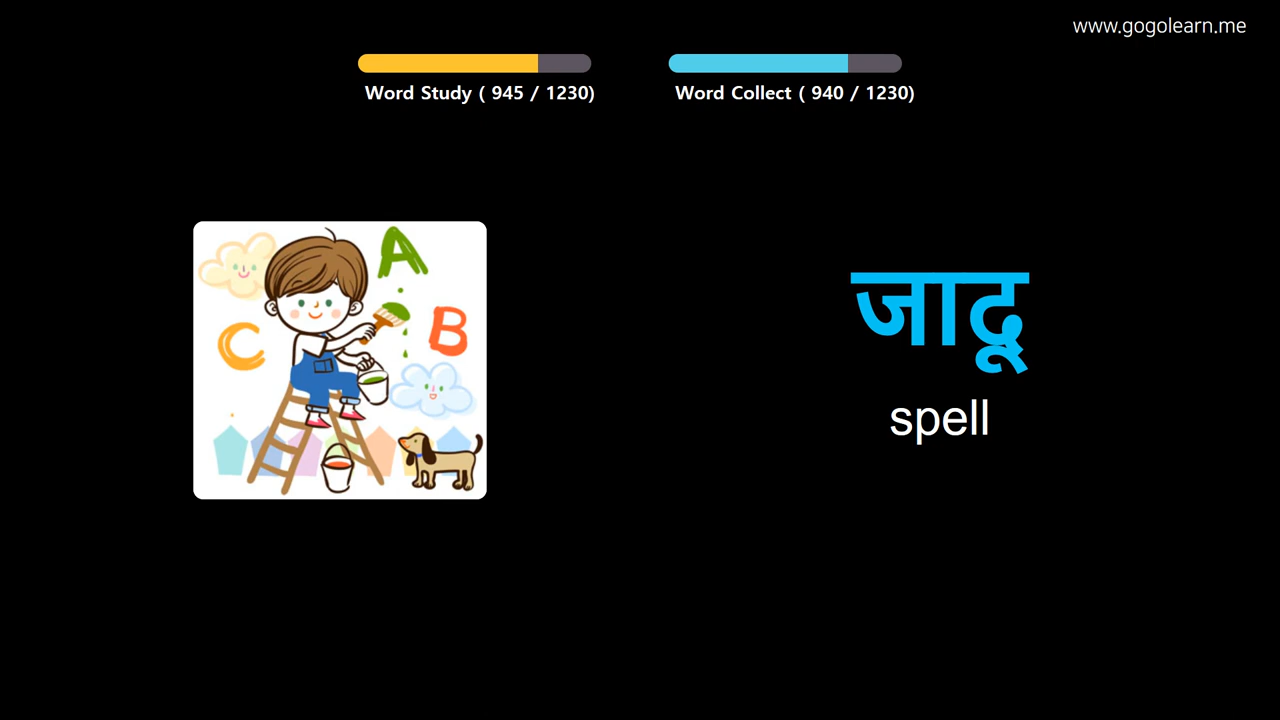 www.gogolearn.me
Word Study ( 945 / 1230)
Word Collect ( 940 / 1230)
A
B
C
जादू
spell